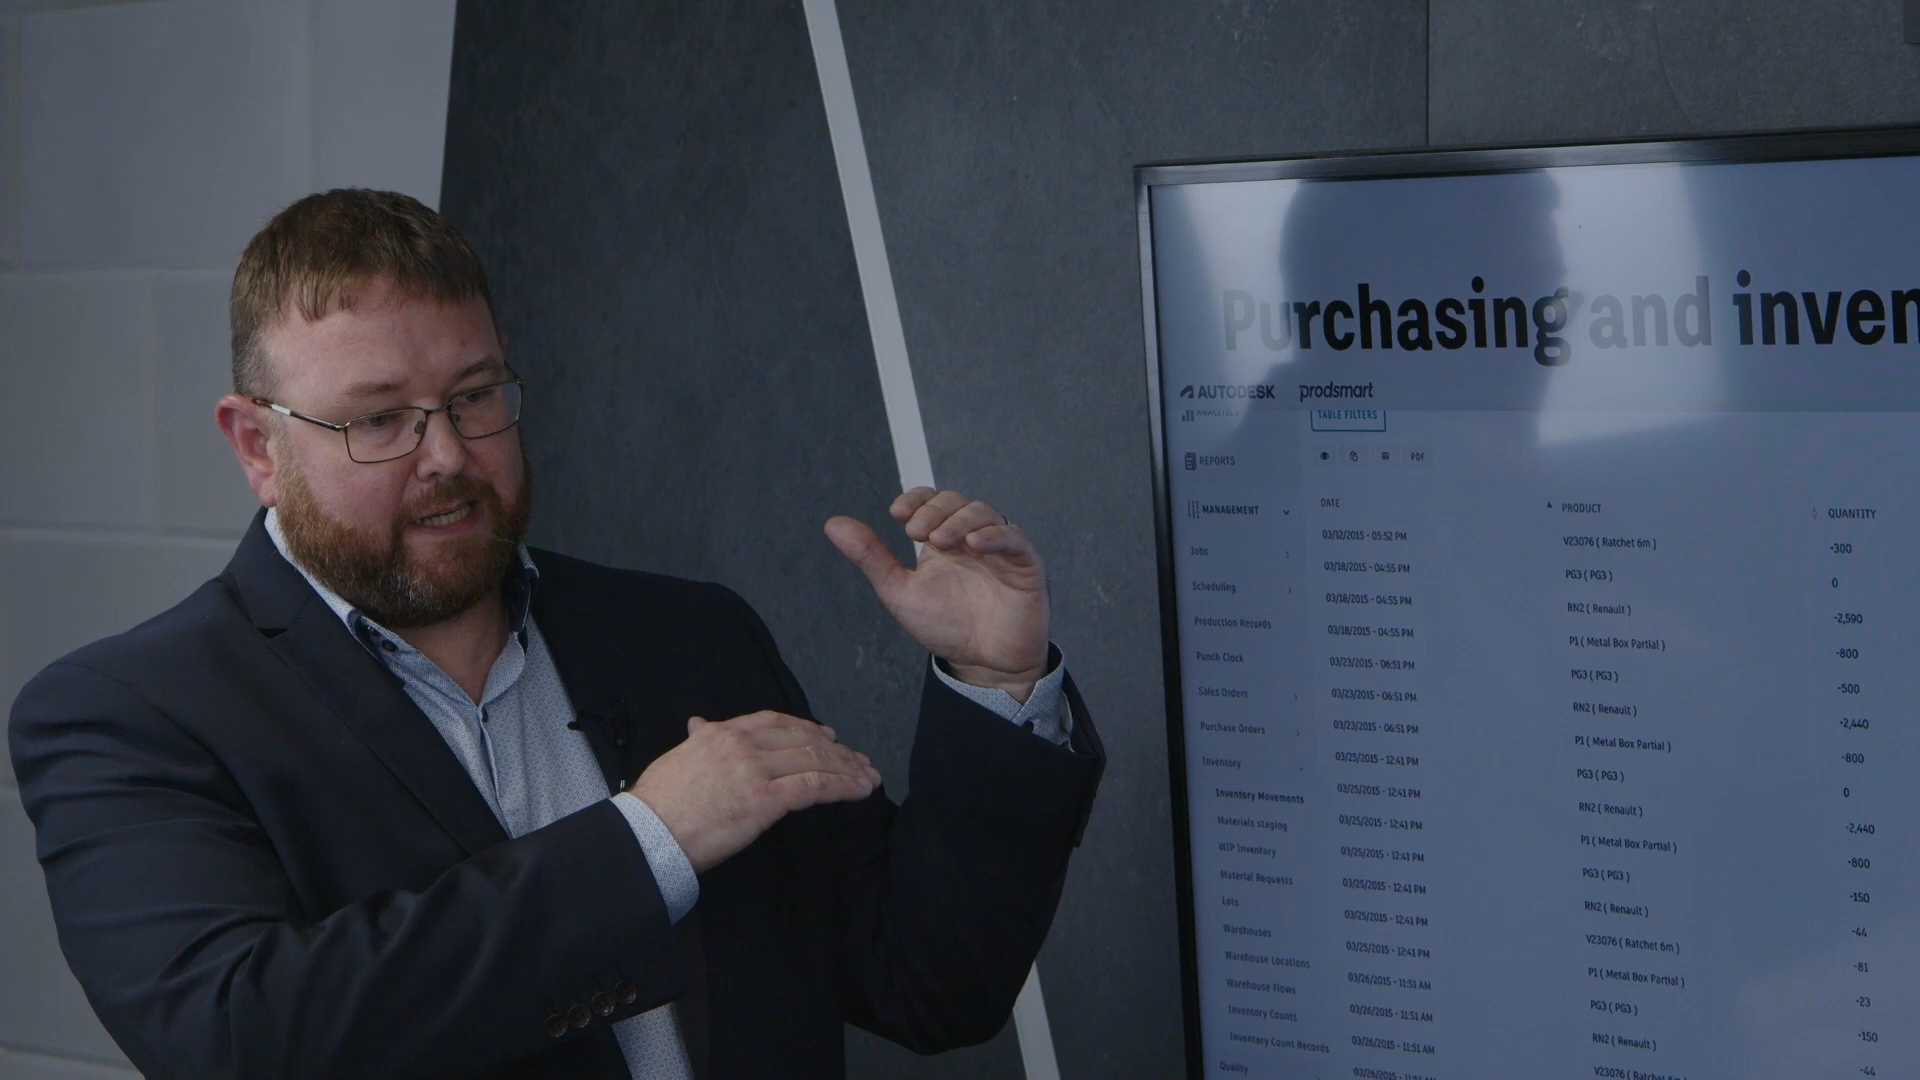 Purchasing and inven
AUTODESK prodsmart
ANALYTICS
TABLE FILTERS
REPORTS
PDF
MANAGEMENT
Jobs
Scheduling
Production Records
Punch Clock
Sales Orders
Purchase Orders
Inventory
Inventory Movements
Materials staging
WIP Inventory
Material Requests
Lots
Warehouses
Warehouse Locations
Warehouse Flows
Inventory Counts
Inventory Count Records
Quality
DATE
03/12/2015 - 05:52 PM
03/18/2015 - 04:55 PM
03/18/2015 - 04:55 PM
03/18/2015 - 04:55 PM
03/23/2015 - 06:51 PM
03/23/2015 - 06:51 PM
03/23/2015 - 06:51 PM
03/25/2015 - 12:41 PM
03/25/2015 - 12:41 PM
03/25/2015 - 12:41 PM
03/25/2015 - 12:41 PM
03/25/2015 - 12:41 PM
03/25/2015 - 12:41 PM
03/25/2015 - 12:41 PM
03/26/2015 - 11:51 AM
03/26/2015 - 11:51 AM
03/26/2015 - 11:51 AM
03/26/2015 - 11:51 AM
PRODUCT
V23076 ( Ratchet 6m )
PG3 ( PG3 )
RN2 ( Renault )
P1 ( Metal Box Partial )
PG3 ( PG3 )
RN2 ( Renault )
P1 ( Metal Box Partial )
PG3 ( PG3 )
RN2 ( Renault )
P1 ( Metal Box Partial )
PG3 ( PG3 )
RN2 ( Renault )
V23076 ( Ratchet 6m )
P1 ( Metal Box Partial )
PG3 ( PG3 )
RN2 ( Renault )
V23076 ( Ratchet 6m )
QUANTITY
-300
0
-2,590
-800
-500
-2,440
-800
0
-2,440
-800
-150
-44
-81
-23
-150
-44